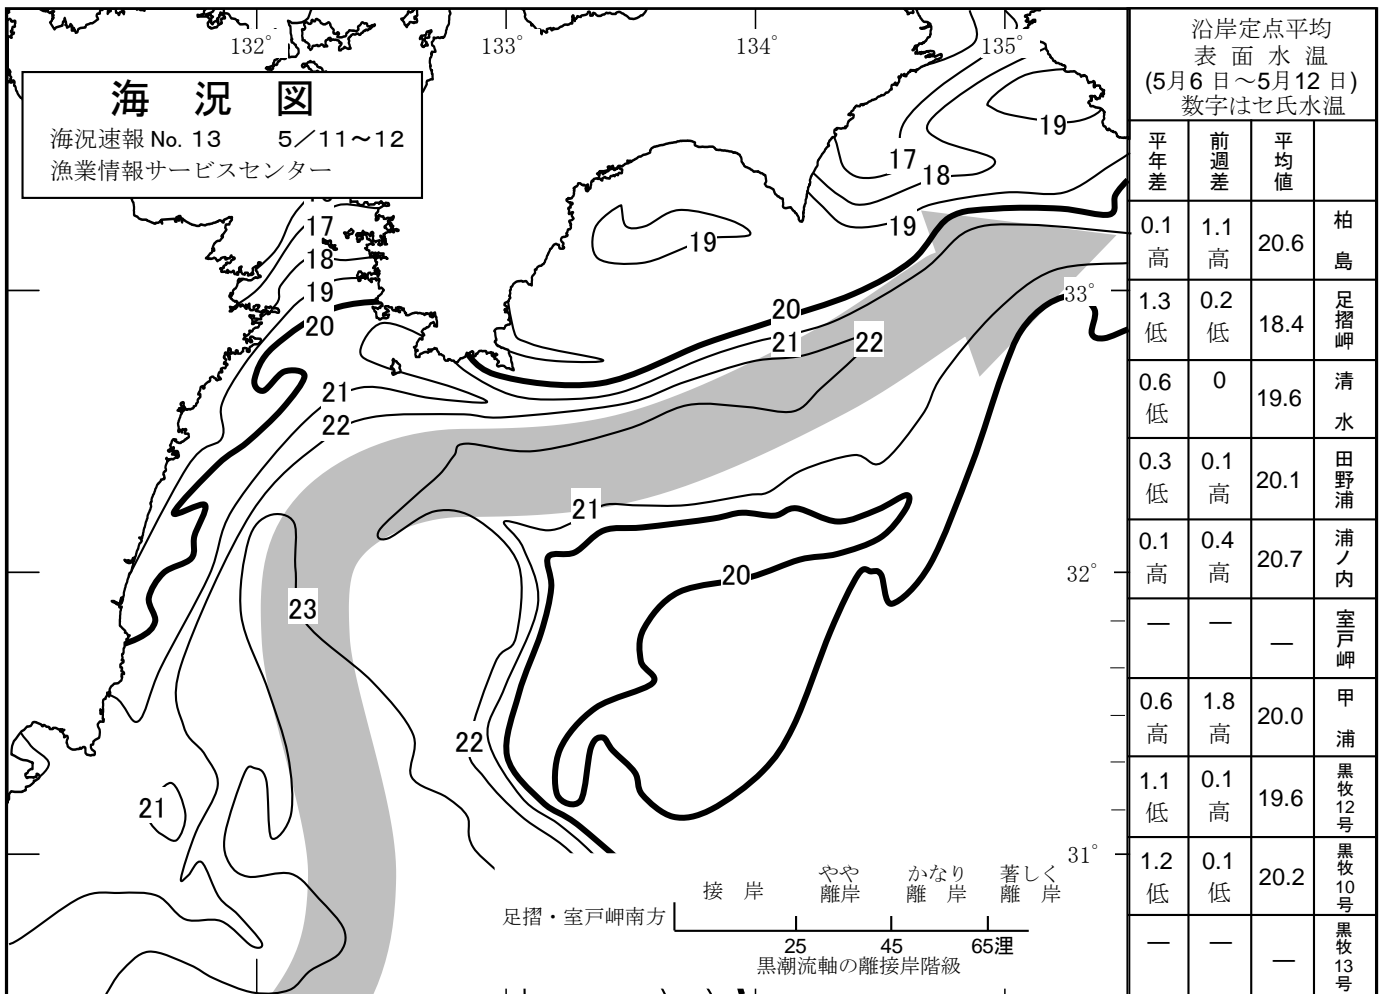 132°
133°
134°
135°
海況図
海況速報 No. 13 5/11~12
漁業情報サービスセンター
17
18
19
20
21
22
19
17
18
19
19
20
21
22
33°
21
20
32°
23
22
21
31°
接岸
やや離岸
かなり離岸
著しく離岸
足摺・室戸岬南方
25 45 65浬
黒潮流軸の離接岸階級
沿岸定点平均
表面水温
(5月6日~5月12日)
数字はセ氏水温
平年差 前週差 平均値
0.1高 1.1高 20.6 柏島
1.3低 0.2低 18.4 足摺岬
0.6低 0 19.6 清水
0.3低 0.1高 20.1 田野浦
0.1高 0.4高 20.7 浦ノ内
— — — 室戸岬
0.6高 1.8高 20.0 甲浦
1.1低 0.1高 19.6 黒牧12号
1.2低 0.1低 20.2 黒牧10号
— — — 黒牧13号